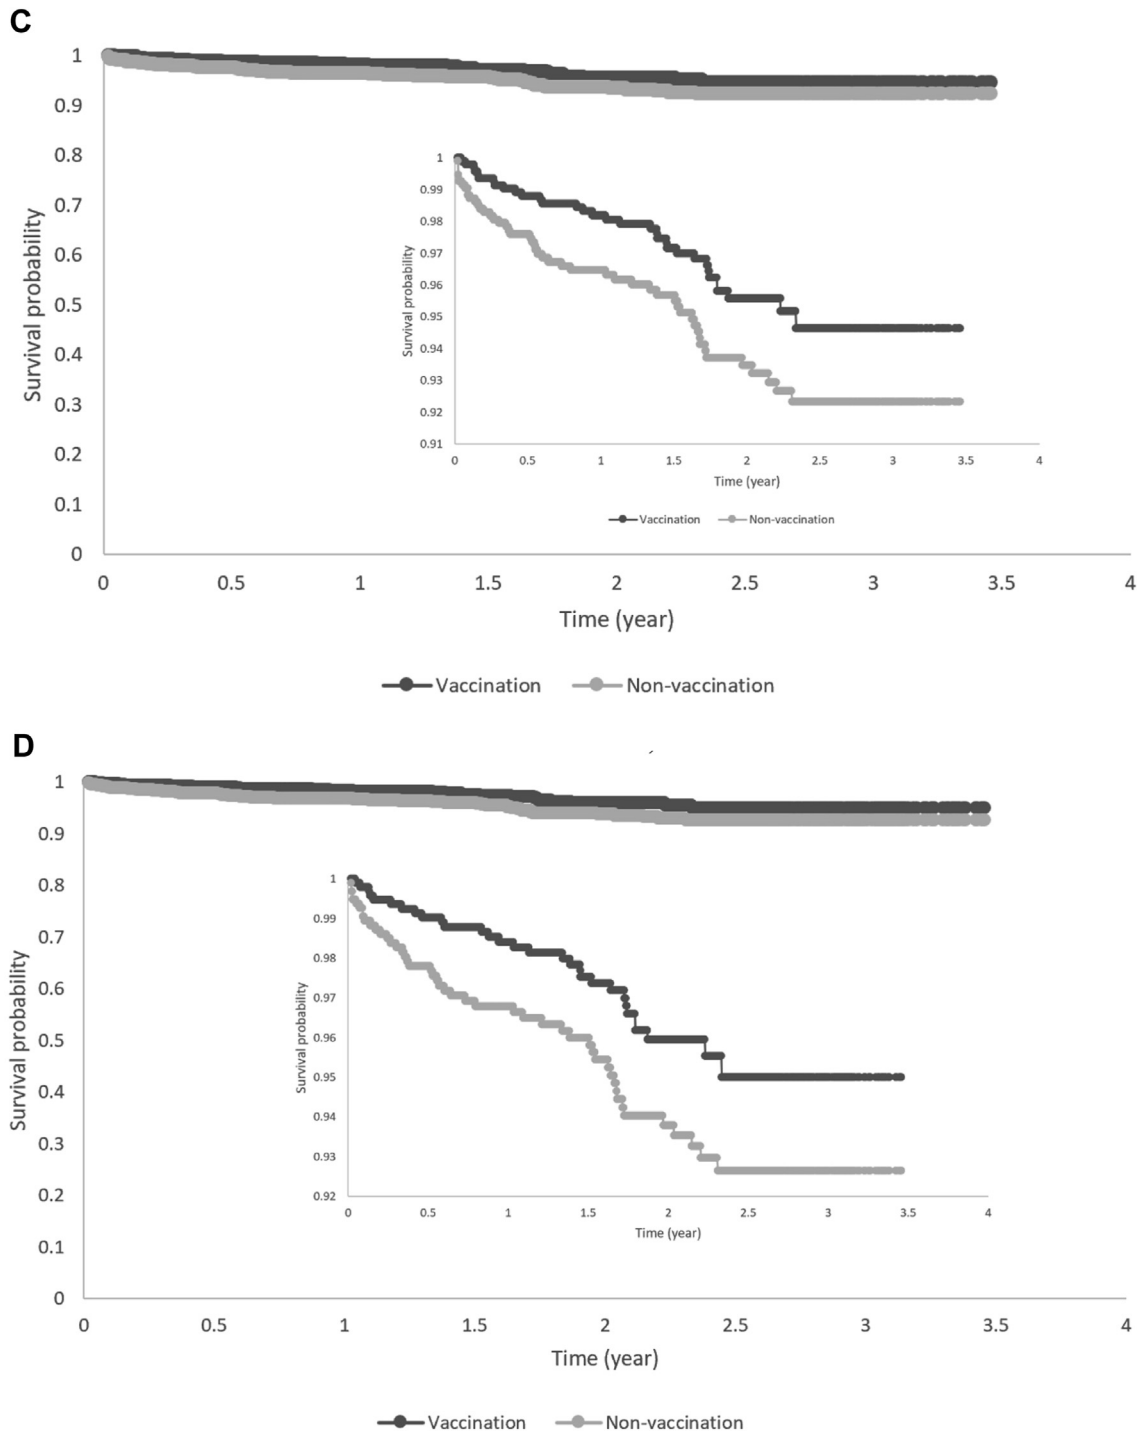 C
1
0.9
0.8
0.7
0.6
0.5
0.4
0.3
0.2
0.1
0
Survival probability
0 0.5 1 1.5 2 2.5 3 3.5 4
Time (year)
Vaccination Non-vaccination
1
0.99
0.98
0.97
0.96
0.95
0.94
0.93
0.92
0.91
Survival probability
0 0.5 1 1.5 2 2.5 3 3.5 4
Time (year)
Vaccination Non-vaccination
D
1
0.9
0.8
0.7
0.6
0.5
0.4
0.3
0.2
0.1
0
Survival probability
0 0.5 1 1.5 2 2.5 3 3.5 4
Time (year)
Vaccination Non-vaccination
1
0.99
0.98
0.97
0.96
0.95
0.94
0.93
0.92
Survival probability
0 0.5 1 1.5 2 2.5 3 3.5 4
Time (year)